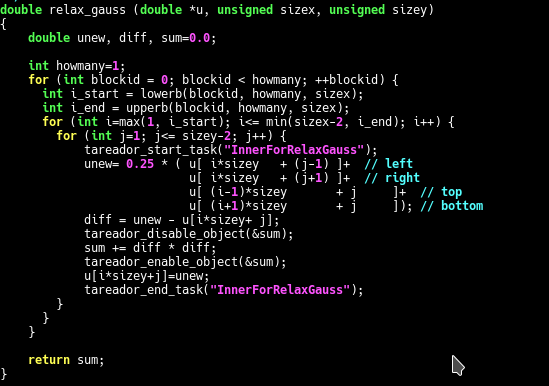 double relax_gauss (double *u, unsigned sizex, unsigned sizey)
{
    double unew, diff, sum=0.0;

    int howmany=1;
    for (int blockid = 0; blockid < howmany; ++blockid) {
      int i_start = lowerb(blockid, howmany, sizex);
      int i_end = upperb(blockid, howmany, sizex);
      for (int i=max(1, i_start); i<= min(sizex-2, i_end); i++) {
        for (int j=1; j<= sizey-2; j++) {
            tareador_start_task("InnerForRelaxGauss");
            unew= 0.25 * ( u[ i*sizey   + (j-1) ]+  // left
                           u[ i*sizey   + (j+1) ]+  // right
                           u[ (i-1)*sizey       + j     ]+  // top
                           u[ (i+1)*sizey       + j     ]); // bottom
            diff = unew - u[i*sizey+ j];
            tareador_disable_object(&sum);
            sum += diff * diff;
            tareador_enable_object(&sum);
            u[i*sizey+j]=unew;
            tareador_end_task("InnerForRelaxGauss");
        }
      }
    }

    return sum;
}